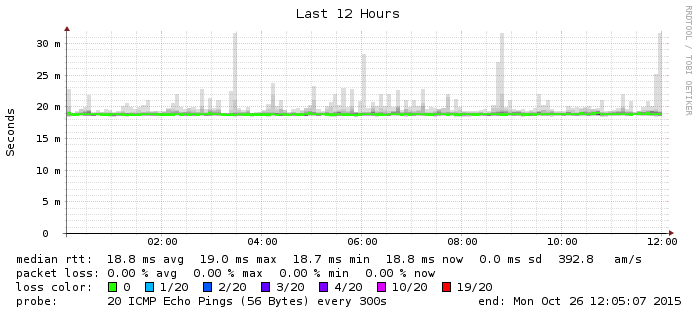 Last 12 Hours
RRDTOOL / TOBI OETIKER
Seconds
30 m
25 m
20 m
15 m
10 m
5 m
0
02:00 04:00 06:00 08:00 10:00 12:00
median rtt: 18.8 ms avg 19.0 ms max 18.7 ms min 18.8 ms now 0.0 ms sd 392.8 am/s
packet loss: 0.00 % avg 0.00 % max 0.00 % min 0.00 % now
loss color: 0 1/20 2/20 3/20 4/20 10/20 19/20
probe: 20 ICMP Echo Pings (56 Bytes) every 300s end: Mon Oct 26 12:05:07 2015